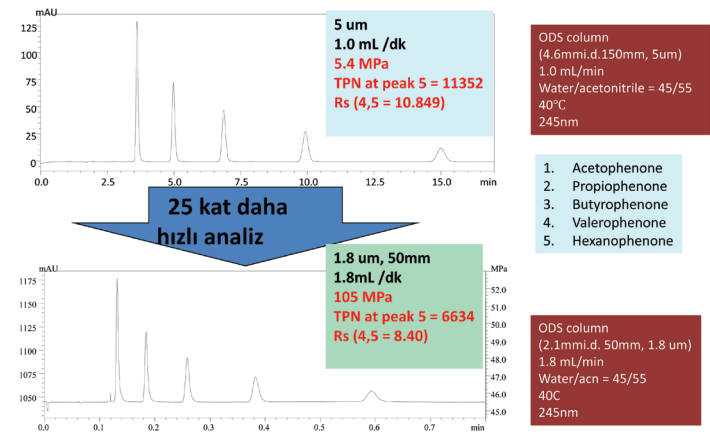 mAU
125
100
75
50
25
0
0.0 2.5 5.0 7.5 10.0 12.5 15.0 min
5 um
1.0 mL /dk
5.4 MPa
TPN at peak 5 = 11352
Rs (4,5 = 10.849)
ODS column
(4.6mmi.d.150mm, 5um)
1.0 mL/min
Water/acetonitrile = 45/55
40°C
245nm
1. Acetophenone
2. Propiophenone
3. Butyrophenone
4. Valerophenone
5. Hexanophenone
25 kat daha
hızlı analiz
mAU
1175
1150
1125
1100
1075
1050
0.0 0.1 0.2 0.3 0.4 0.5 0.6 0.7 min
MPa
52.0
51.0
50.0
49.0
48.0
47.0
46.0
45.0
1.8 um, 50mm
1.8mL /dk
105 MPa
TPN at peak 5 = 6634
Rs (4,5 = 8.40)
ODS column
(2.1mmi.d. 50mm, 1.8 um)
1.8 mL/min
Water/acn = 45/55
40C
245nm